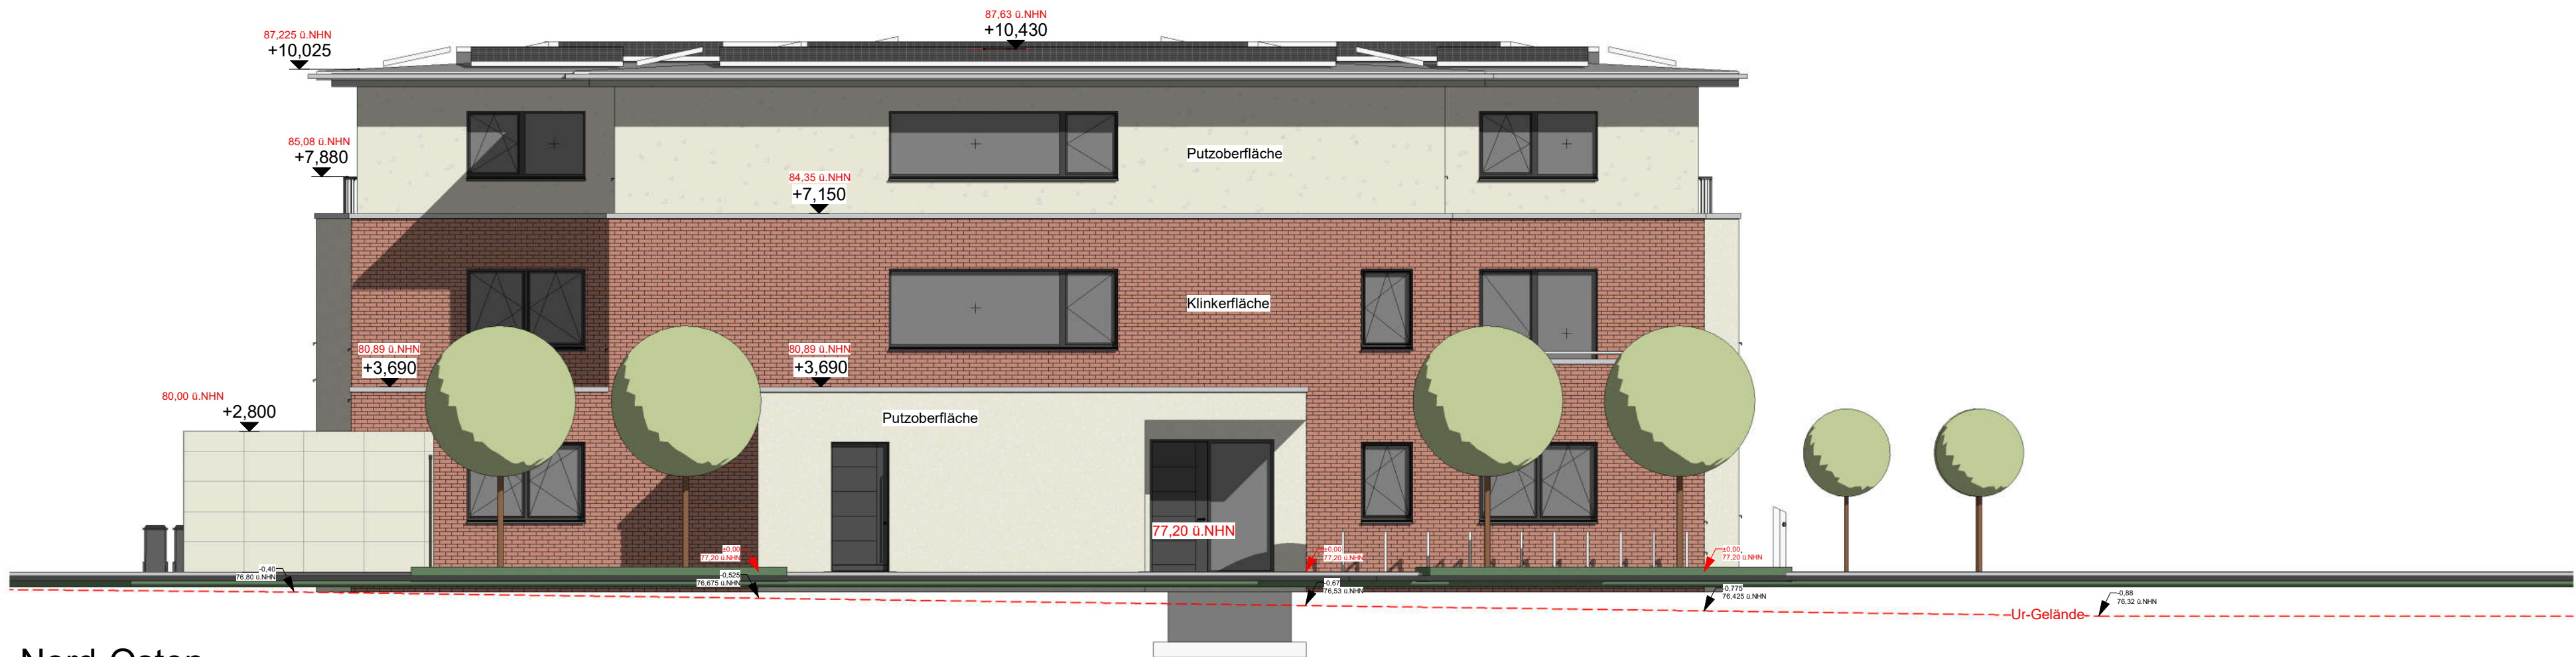 87,63 ü.NHN
+10,430
87,225 ü.NHN
+10,025
85,08 ü.NHN
+7,880
Putzoberfläche
84,35 ü.NHN
+7,150
Klinkerfläche
80,89 ü.NHN
+3,690
80,89 ü.NHN
+3,690
80,00 ü.NHN
+2,800
Putzoberfläche
77,20 ü.NHN
±0,00
77,20 ü.NHN
±0,00
77,20 ü.NHN
±0,00
77,20 ü.NHN
-0,40
76,80 ü.NHN
-0,525
76,675 ü.NHN
-0,67
76,53 ü.NHN
-0,775
76,425 ü.NHN
-0,88
76,32 ü.NHN
Ur-Gelände
Nord-Osten